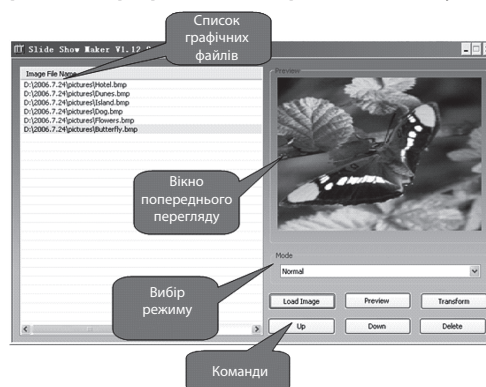 Список
графічних
файлів
Slide Show Maker V1.12
Image File Name
D:\2006.7.24\pictures\Hotel.bmp
D:\2006.7.24\pictures\Dunes.bmp
D:\2006.7.24\pictures\Island.bmp
D:\2006.7.24\pictures\Dog.bmp
D:\2006.7.24\pictures\Flowers.bmp
D:\2006.7.24\pictures\Butterfly.bmp
Preview
Вікно
попереднього
перегляду
Mode
Normal
Вибір
режиму
Load Image Preview Transform
Up Down Delete
Команди